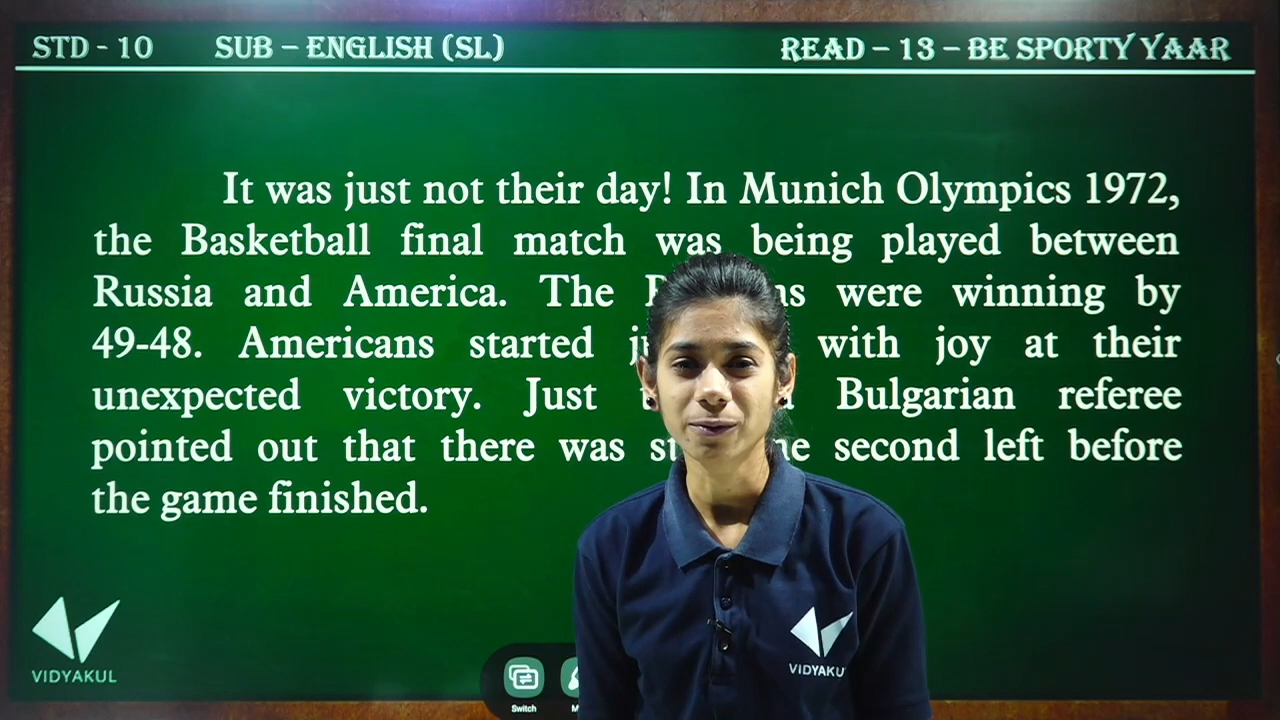 STD - 10 SUB – ENGLISH (SL) READ – 13 – BE SPORTY YAAR
It was just not their day! In Munich Olympics 1972,
the Basketball final match was being played between
Russia and America. The were winning by
49-48. Americans started with joy at their
unexpected victory. Just Bulgarian referee
pointed out that there was second left before
the game finished.
VIDYAKUL
VIDYAKU
Switch